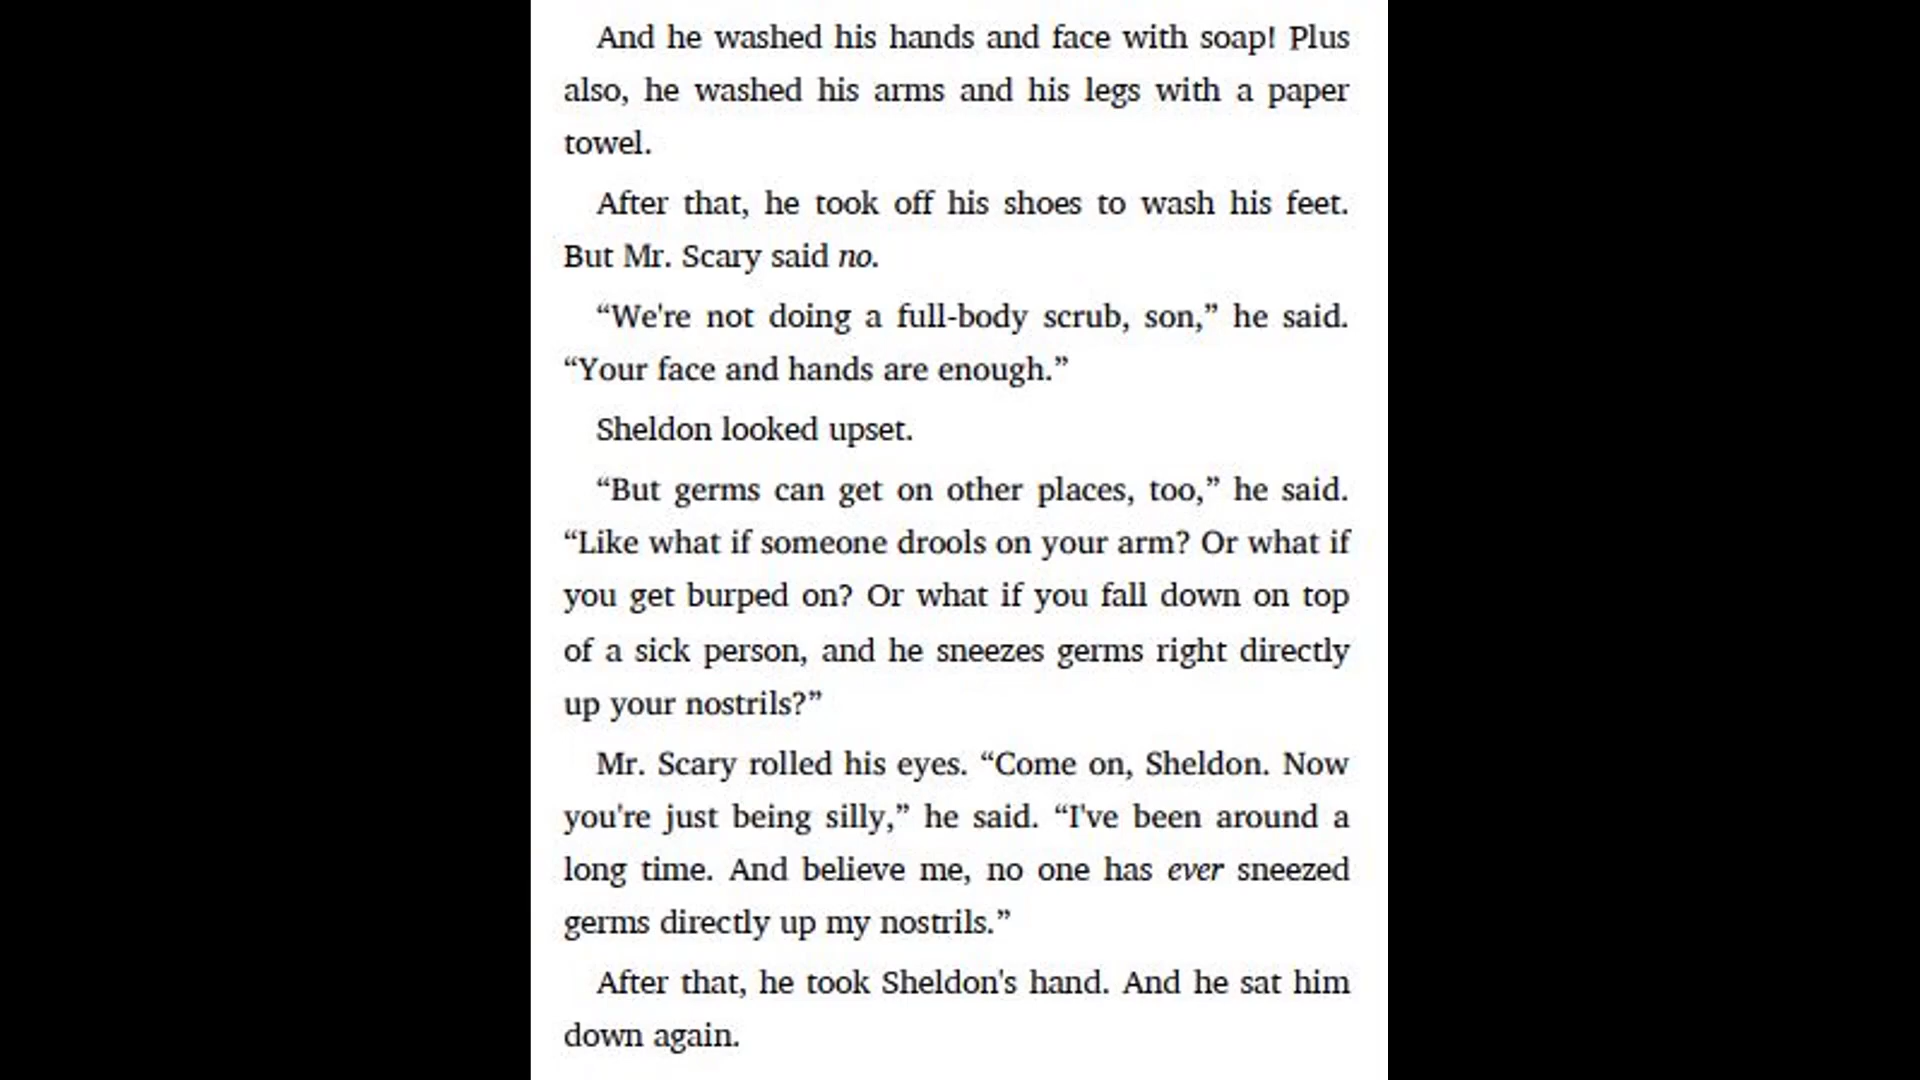 And he washed his hands and face with soap! Plus
also, he washed his arms and his legs with a paper
towel.
After that, he took off his shoes to wash his feet.
But Mr. Scary said no.
“We're not doing a full-body scrub, son,” he said.
“Your face and hands are enough.”
Sheldon looked upset.
“But germs can get on other places, too,” he said.
“Like what if someone drools on your arm? Or what if
you get burped on? Or what if you fall down on top
of a sick person, and he sneezes germs right directly
up your nostrils?”
Mr. Scary rolled his eyes. “Come on, Sheldon. Now
you're just being silly,” he said. “I've been around a
long time. And believe me, no one has ever sneezed
germs directly up my nostrils.”
After that, he took Sheldon's hand. And he sat him
down again.